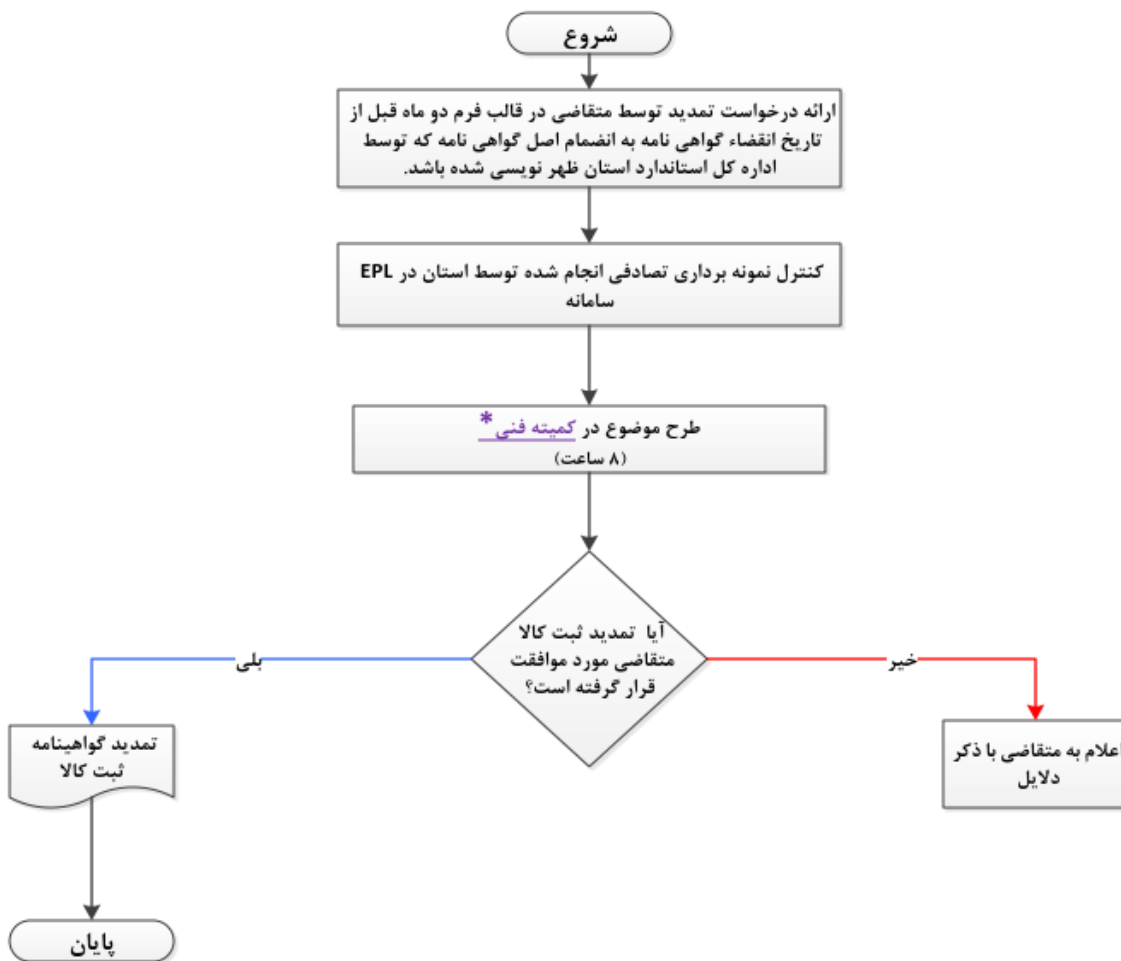 شروع
ارائه درخواست تمدید توسط متقاضی در قالب فرم دو ماه قبل از
تاریخ انقضاء گواهی نامه به انضمام اصل گواهی نامه که توسط
اداره کل استاندارد استان ظهر نویسی شده باشد.
کنترل نمونه برداری تصادفی انجام شده توسط استان در EPL
سامانه
طرح موضوع در کمیته فنی*
(۸ ساعت)
آیا تمدید ثبت کالا
متقاضی مورد موافقت
قرار گرفته است؟
خیر
بلی
اعلام به متقاضی با ذکر
دلایل
تمدید گواهینامه
ثبت کالا
پایان